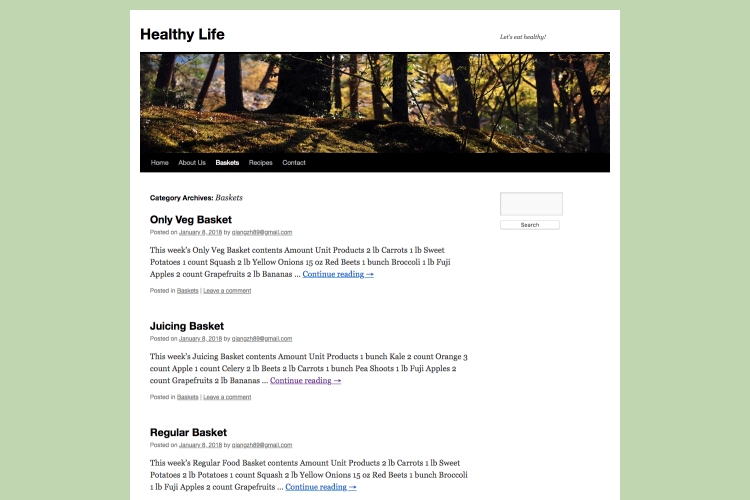 Healthy Life
Let's eat healthy!
Home About Us Baskets Recipes Contact
Category Archives: Baskets
Search
Only Veg Basket
Posted on January 8, 2018 by qiangzh89@gmail.com
This week's Only Veg Basket contents Amount Unit Products 2 lb Carrots 1 lb Sweet
Potatoes 1 count Squash 2 lb Yellow Onions 15 oz Red Beets 1 bunch Broccoli 1 lb Fuji
Apples 2 count Grapefruits 2 lb Bananas ... Continue reading →
Posted in Baskets | Leave a comment
Juicing Basket
Posted on January 8, 2018 by qiangzh89@gmail.com
This week's Juicing Basket contents Amount Unit Products 1 bunch Kale 2 count Orange 3
count Apple 1 count Celery 2 lb Beets 2 lb Carrots 1 bunch Pea Shoots 1 lb Fuji Apples 2
count Grapefruits 2 lb Bananas ... Continue reading →
Posted in Baskets | Leave a comment
Regular Basket
Posted on January 8, 2018 by qiangzh89@gmail.com
This week's Regular Food Basket contents Amount Unit Products 2 lb Carrots 1 lb Sweet
Potatoes 2 lb Potatoes 1 count Squash 2 lb Yellow Onions 15 oz Red Beets 1 bunch Broccoli
1 lb Fuji Apples 2 count Grapefruits ... Continue reading →